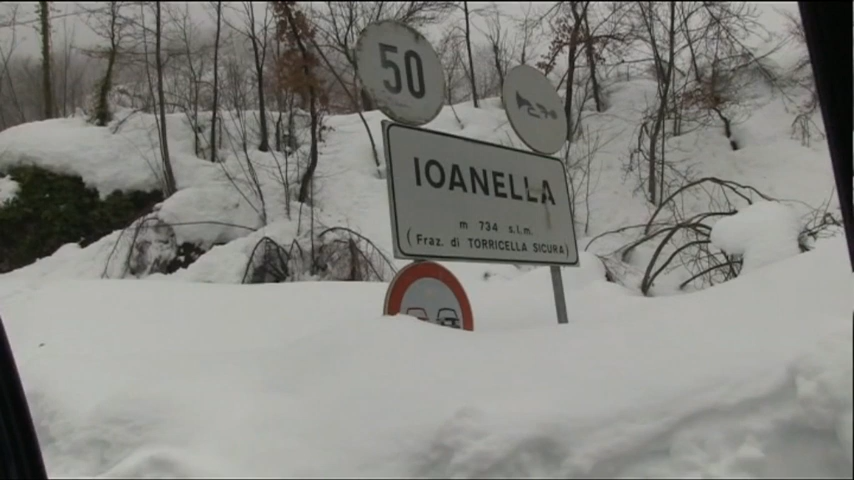 50
IOANELLA
m 734 s.l.m.
( Fraz. di TORRICELLA SICURA )